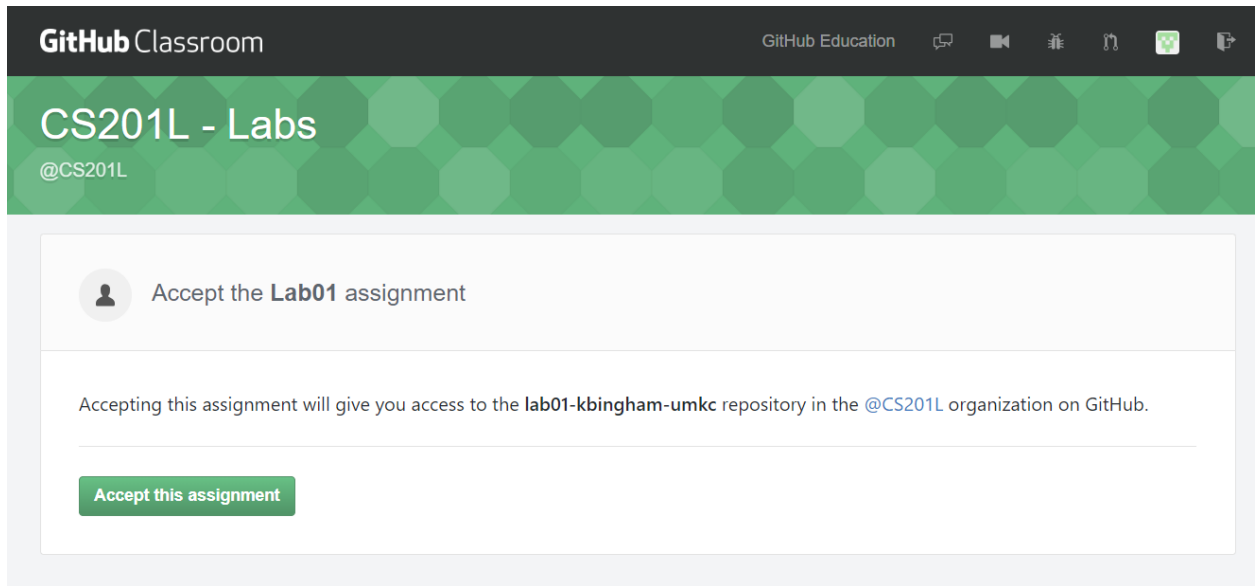 GitHub Classroom GitHub Education
CS201L - Labs
@CS201L
Accept the Lab01 assignment
Accepting this assignment will give you access to the lab01-kbingham-umkc repository in the @CS201L organization on GitHub.
Accept this assignment